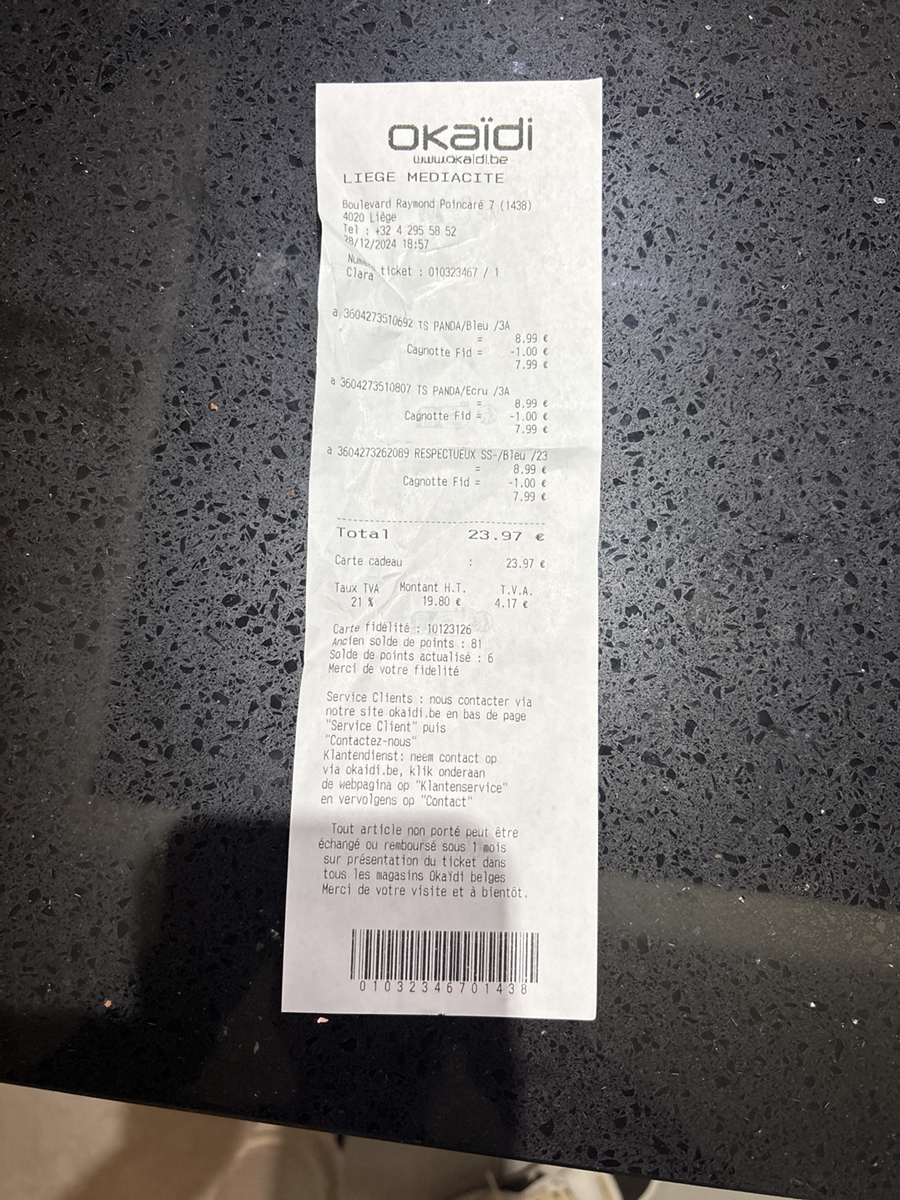 okaïdi
www.okaidi.be
LIEGE MEDIACITE
Boulevard Raymond Poincaré 7 (1438)
4020 Liège
Tel : +32 4 295 58 52
28/12/2024 18:57
ticket : 010323467 / 1
Clara
a 3604273510692 TS PANDA/Bleu /3A
= 8.99 €
Cagnotte Fid = -1.00 €
7.99 €
a 3604273510807 TS PANDA/Ecru /3A
= 8.99 €
Cagnotte Fid = -1.00 €
7.99 €
a 3604273262089 RESPECTUEUX SS-/Bleu /23
= 8.99 €
Cagnotte Fid = -1.00 €
7.99 €
Total 23.97 €
Carte cadeau : 23.97 €
Taux TVA Montant H.T. T.V.A.
21 % 19.80 € 4.17 €
Carte fidélité : 10123126
Ancien solde de points : 81
Solde de points actualisé : 6
Merci de votre fidelité
Service Clients : nous contacter via
notre site okaidi.be en bas de page
"Service Client" puis
"Contactez-nous"
Klantendienst: neem contact op
via okaidi.be, klik onderaan
de webpagina op "Klantenservice"
en vervolgens op "Contact"
Tout article non porté peut être
échangé ou remboursé sous 1 mois
sur présentation du ticket dans
tous les magasins Okaïdi belges
Merci de votre visite et à bientôt.
01032346701438